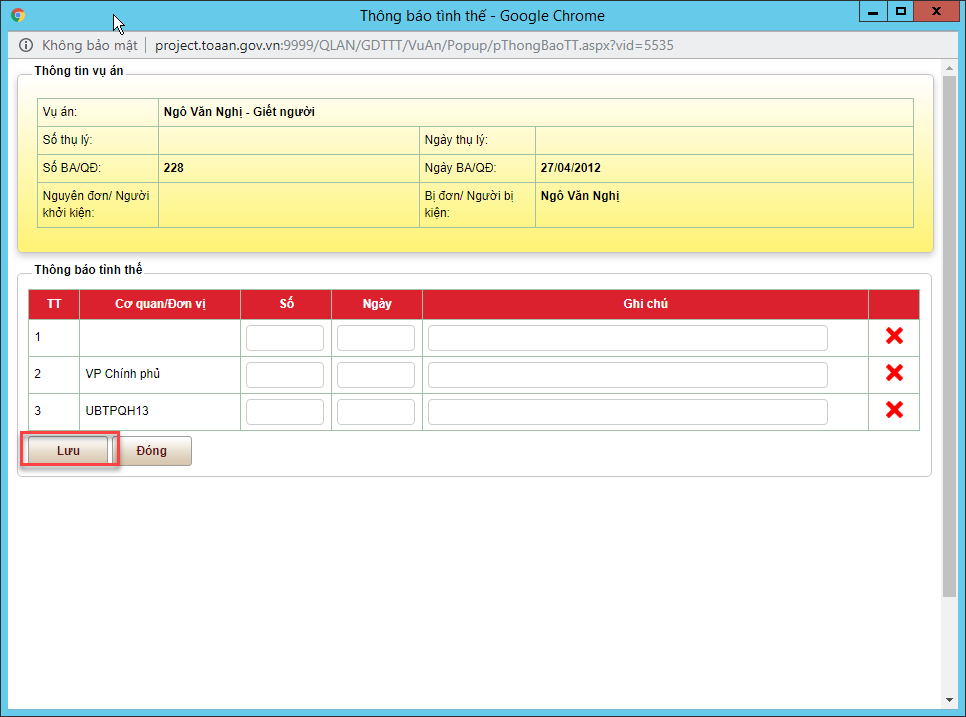 Thông báo tình thế - Google Chrome
Không bảo mật | project.toaan.gov.vn:9999/QLAN/GDTTT/VuAn/Popup/pThongBaoTT.aspx?vid=5535
Thông tin vụ án
Vụ án: Ngô Văn Nghị - Giết người
Số thụ lý: Ngày thụ lý:
Số BA/QĐ: 228 Ngày BA/QĐ: 27/04/2012
Nguyên đơn/ Người khởi kiện: Bị đơn/ Người bị kiện: Ngô Văn Nghị
Thông báo tình thế
TT Cơ quan/Đơn vị Số Ngày Ghi chú
1
2 VP Chính phủ
3 UBTPQH13
Lưu Đóng